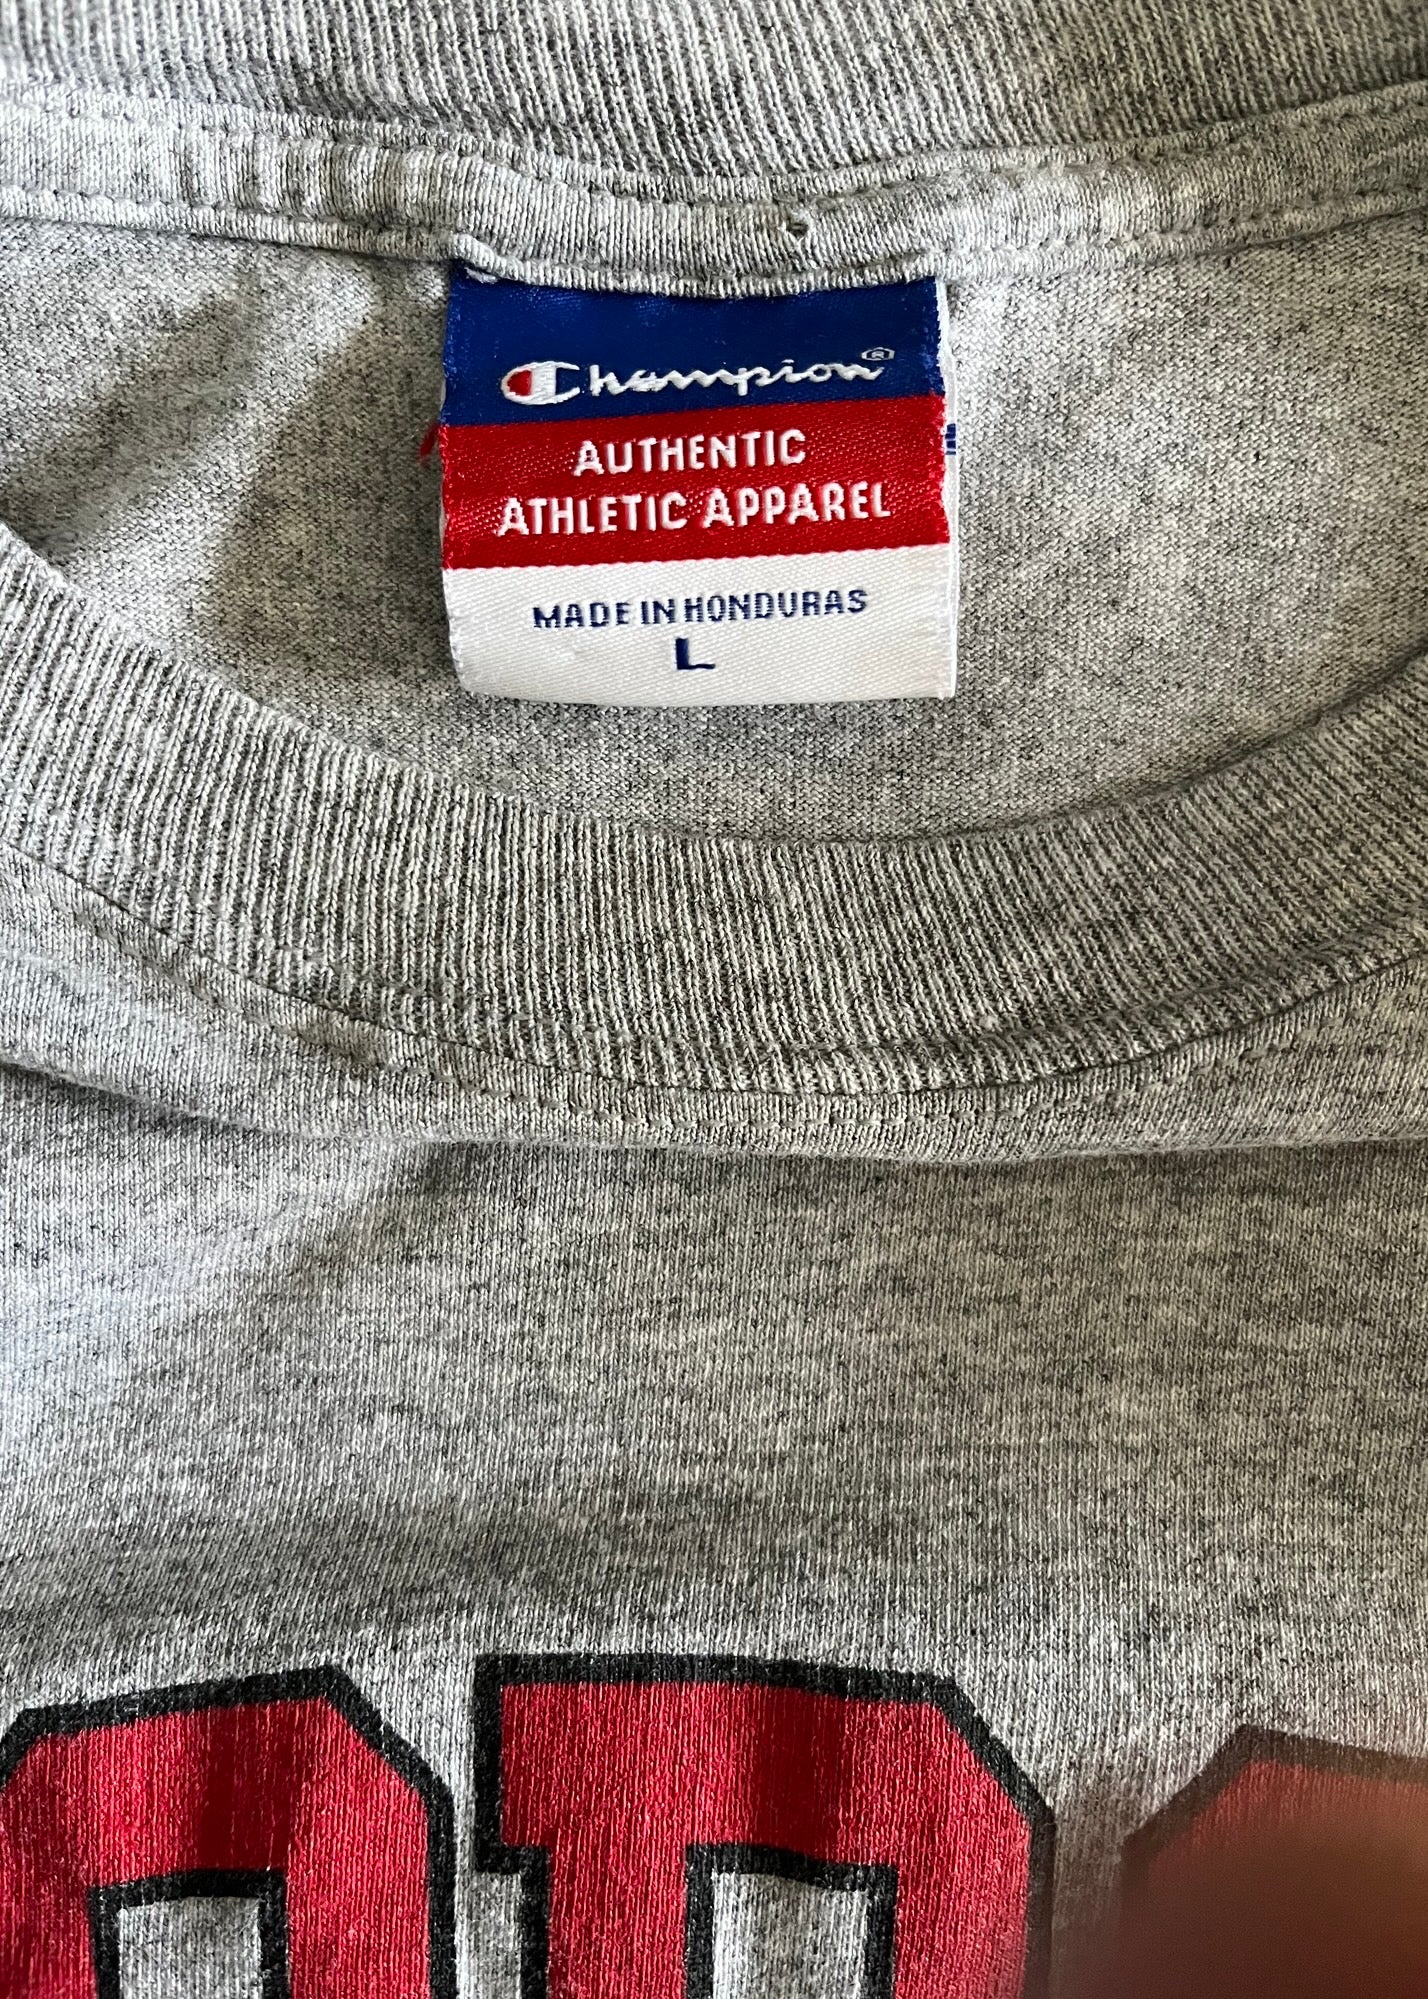 Champion®
AUTHENTIC
ATHLETIC APPAREL
MADE IN HONDURAS
L